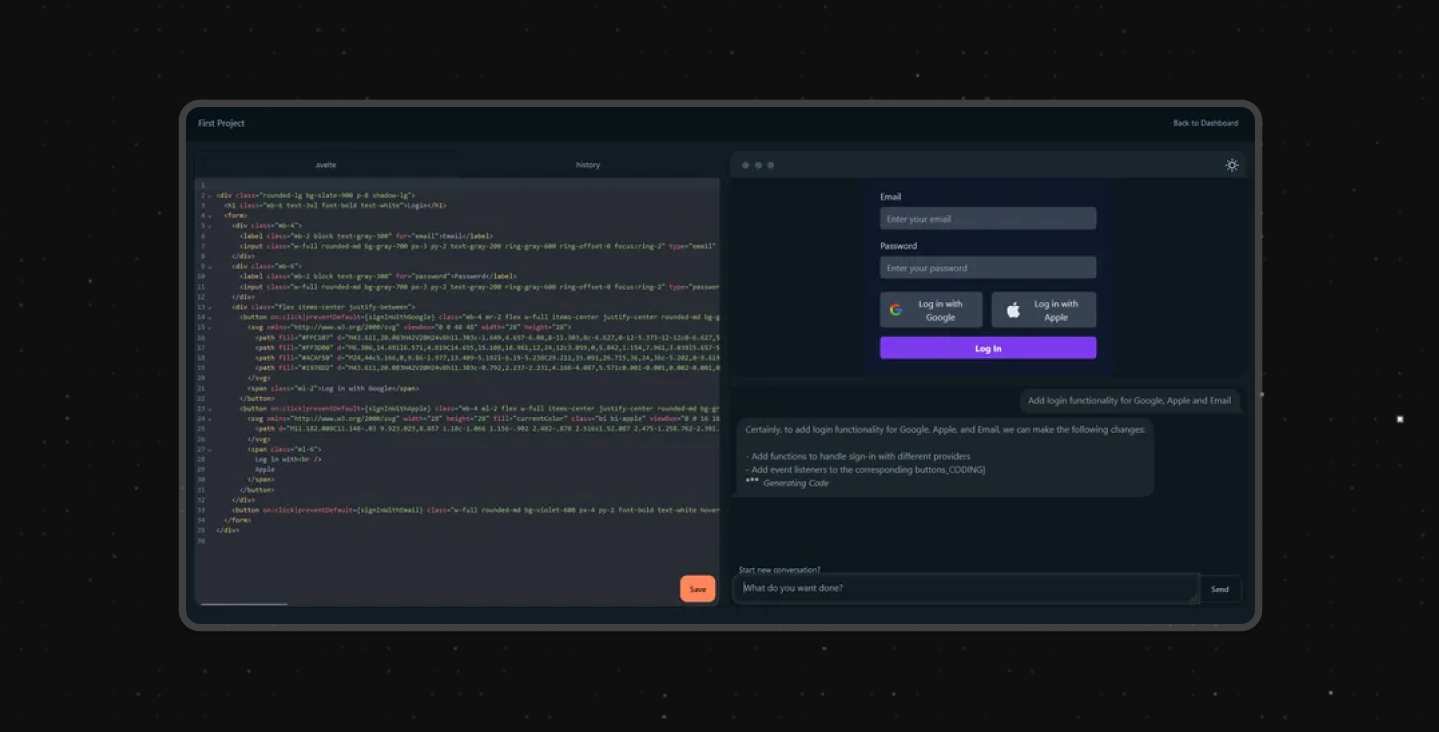 First Project
Back to Dashboard
.svelte
history
1
2 <div class="rounded-lg bg-slate-900 p-8 shadow-lg">
3 <h1 class="mb-6 text-3xl font-bold text-white">Login</h1>
4 <form>
5 <div class="mb-4">
6 <label class="mb-2 block text-gray-300" for="email">Email</label>
7 <input class="w-full rounded-md bg-gray-700 px-3 py-2 text-gray-200 ring-gray-600 ring-offset-0 focus:ring-2" type="email"
8 </div>
9 <div class="mb-6">
10 <label class="mb-2 block text-gray-300" for="password">Password</label>
11 <input class="w-full rounded-md bg-gray-700 px-3 py-2 text-gray-200 ring-gray-600 ring-offset-0 focus:ring-2" type="passwor
12 </div>
13 <div class="flex items-center justify-between">
14 <button on:click|preventDefault={signInWithGoogle} class="mb-4 mr-2 flex w-full items-center justify-center rounded-md bg-g
15 <svg xmlns="http://www.w3.org/2000/svg" viewBox="0 0 48 48" width="28" height="28">
16 <path fill="#FFC107"
17 <path fill="#FF3D00"
18 <path fill="#4CAF50"
19 <path fill="#1976D2"
20 </svg>
21 <span class="ml-2">Log in with Google</span>
22 </button>
23 <button on:click|preventDefault={signInWithApple} class="mb-4 ml-2 flex w-full items-center justify-center rounded-md bg-gr
24 <svg xmlns="http://www.w3.org/2000/svg" width="28" height="28" fill="currentColor" class="bi bi-apple" viewBox="0 0 16 16
25 <path
26 </svg>
27 <span class="ml-6">
28 Log in with<br />
29 Apple
30 </span>
31 </button>
32 </div>
33 <button on:click|preventDefault={signInWithEmail} class="w-full rounded-md bg-violet-600 px-4 py-2 font-bold text-white hover
34 </form>
35 </div>
36
Save
Email
Enter your email
Password
Enter your password
Log in with
Google
Log in with
Apple
Log In
Add login functionality for Google, Apple and Email
Certainly, to add login functionality for Google, Apple, and Email, we can make the following changes:
- Add functions to handle sign-in with different providers
- Add event listeners to the corresponding buttons_CODING]
Generating Code
Start new conversation?
What do you want done?
Send